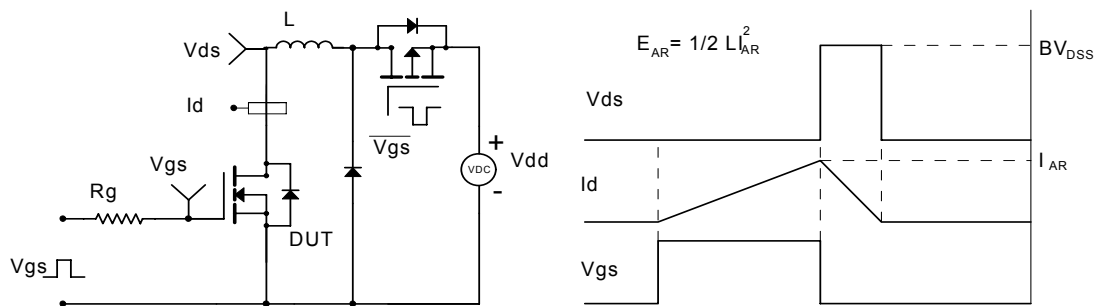 L
Vds
Id
Vgs
Rg
DUT
Vgs
Vgs
+
VDC
-
Vdd
E_AR = 1/2 LI²_AR
BV_DSS
Vds
I_AR
Id
Vgs